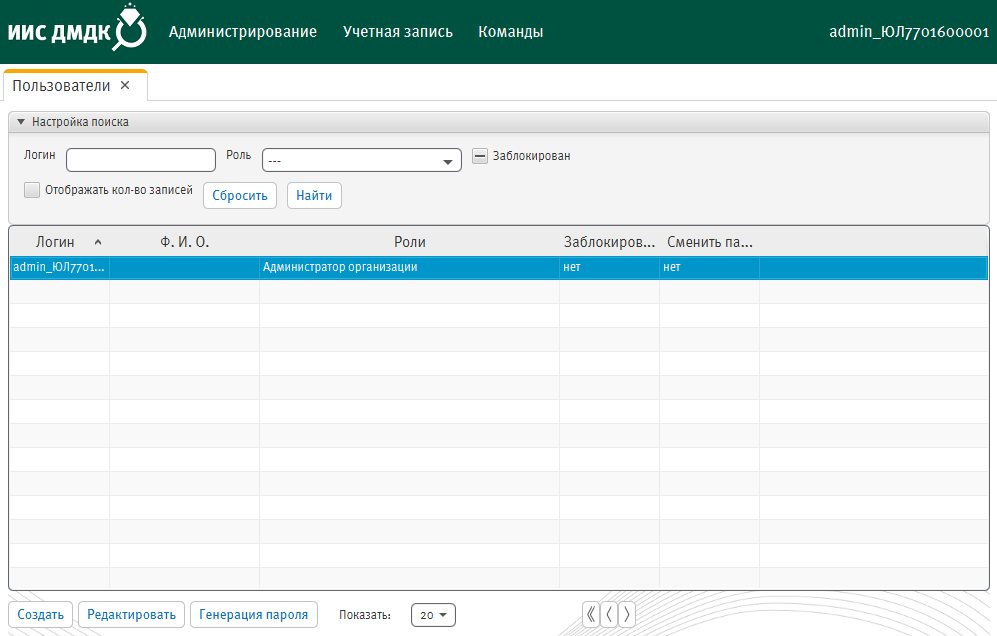 ИИС ДМДК Администрирование Учетная запись Команды admin_ЮЛ7701600001
Пользователи ×
Настройка поиска
Логин Роль --- Заблокирован
Отображать кол-во записей Сбросить Найти
Логин Ф. И. О. Роли Заблокиров... Сменить па...
admin_ЮЛ7701... Администратор организации нет нет
Создать Редактировать Генерация пароля Показать: 20